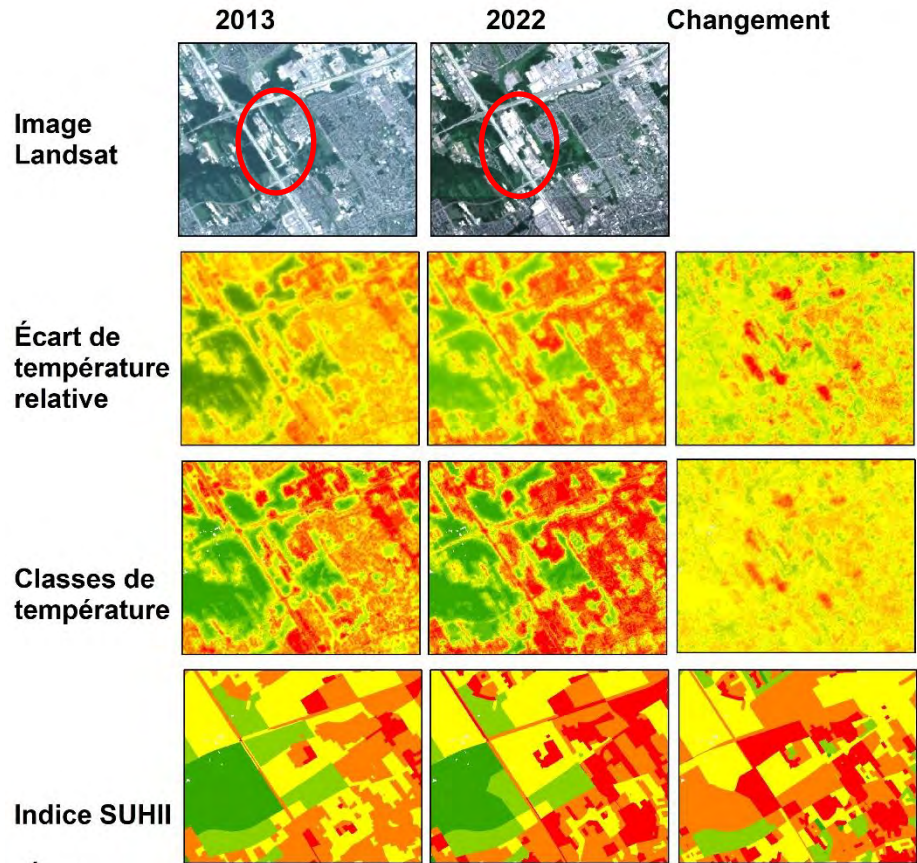 2013 2022 Changement
Image
Landsat
Écart de
température
relative
Classes de
température
Indice SUHII